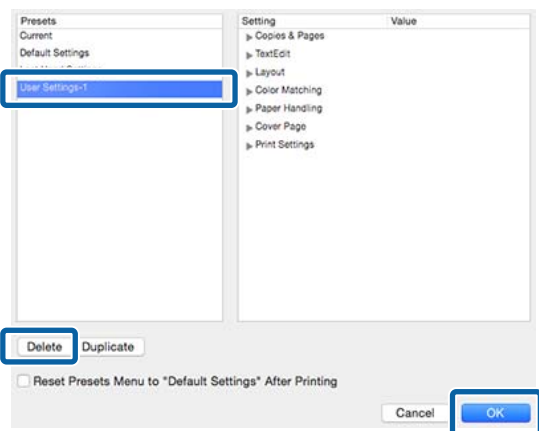 Presets
Current
Default Settings
User Settings-1
Setting Value
Copies & Pages
TextEdit
Layout
Color Matching
Paper Handling
Cover Page
Print Settings
Delete Duplicate
Reset Presets Menu to "Default Settings" After Printing
Cancel OK